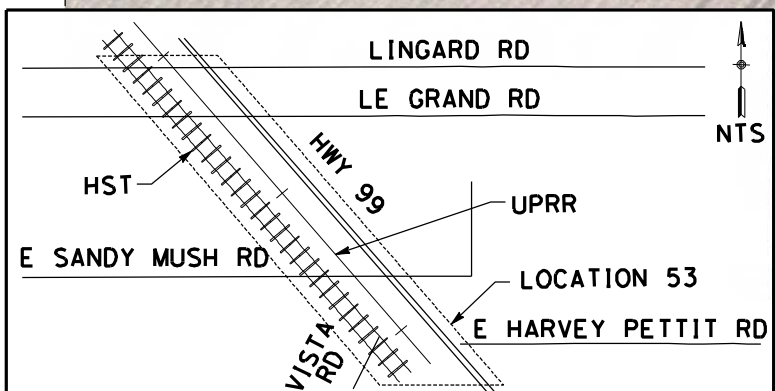 LINGARD RD
LE GRAND RD
NTS
HWY 99
HST
UPRR
E SANDY MUSH RD
LOCATION 53
E HARVEY PETTIT RD
VISTA
RD